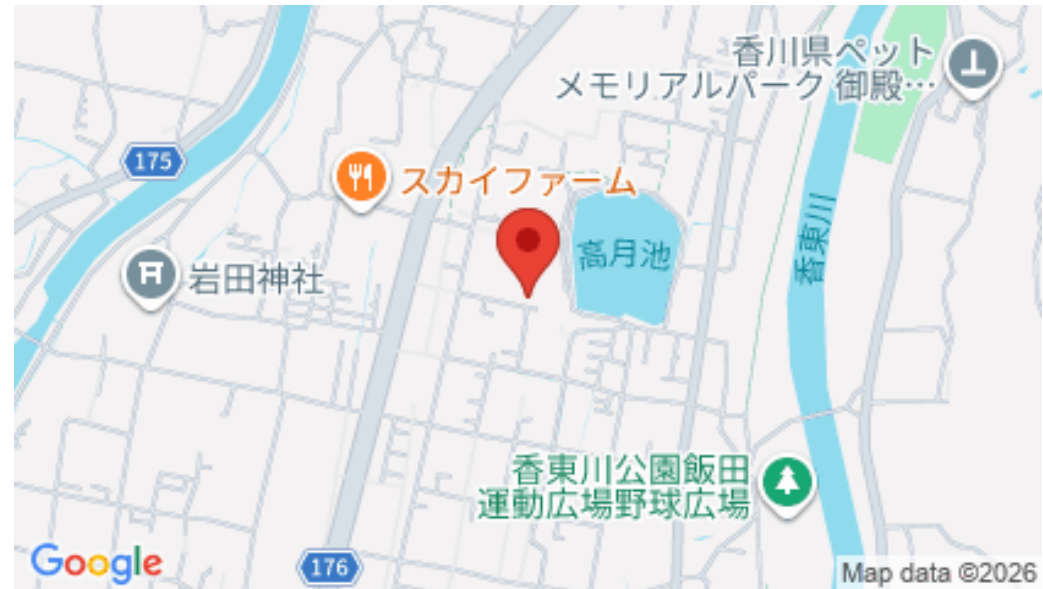 香川県ペット
メモリアルパーク 御殿…
175
スカイファーム
高月池
香東川
岩田神社
香東川公園飯田
運動広場野球広場
Google
176
Map data ©2026